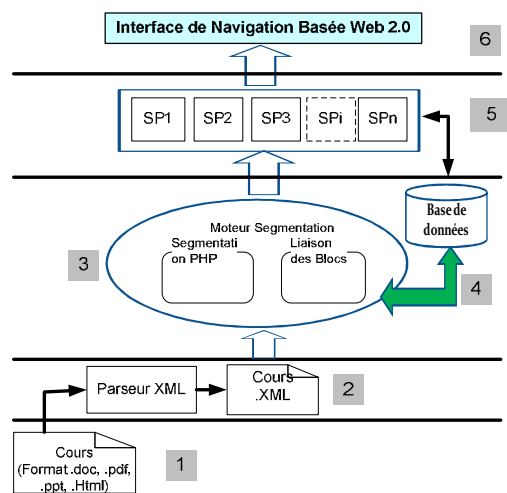 Interface de Navigation Basée Web 2.0
6
SP1 SP2 SP3 SPi SPn
5
Base de
données
Moteur Segmentation
Segmentati
on PHP
Liaison
des Blocs
3
4
Parseur XML
Cours
.XML
2
Cours
(Format .doc, .pdf,
.ppt, .Html)
1